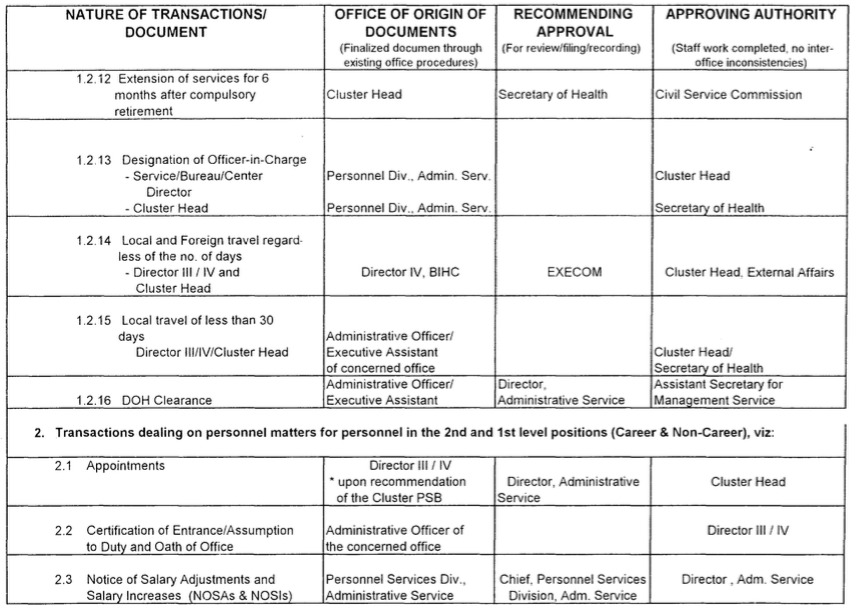 NATURE OF TRANSACTIONS/ DOCUMENT
OFFICE OF ORIGIN OF DOCUMENTS
(Finalized documen through existing office procedures)
RECOMMENDING APPROVAL
(For review/filing/recording)
APPROVING AUTHORITY
(Staff work completed, no inter-office inconsistencies)
1.2.12 Extension of services for 6
months after compulsory
retirement
Cluster Head
Secretary of Health
Civil Service Commission
1.2.13 Designation of Officer-in-Charge
- Service/Bureau/Center
Director
Personnel Div., Admin. Serv.
Cluster Head
- Cluster Head
Personnel Div., Admin. Serv.
Secretary of Health
1.2.14 Local and Foreign travel regard-
less of the no. of days
- Director III / IV and
Cluster Head
Director IV, BIHC
EXECOM
Cluster Head, External Affairs
1.2.15 Local travel of less than 30
days
Director III/IV/Cluster Head
Administrative Officer/
Executive Assistant
of concerned office
Cluster Head/
Secretary of Health
1.2.16 DOH Clearance
Administrative Officer/
Executive Assistant
Director,
Administrative Service
Assistant Secretary for
Management Service
2. Transactions dealing on personnel matters for personnel in the 2nd and 1st level positions (Career & Non-Career), viz:
2.1 Appointments
Director III / IV
* upon recommendation
of the Cluster PSB
Director, Administrative
Service
Cluster Head
2.2 Certification of Entrance/Assumption
to Duty and Oath of Office
Administrative Officer of
the concerned office
Director III / IV
2.3 Notice of Salary Adjustments and
Salary Increases (NOSAs & NOSIs)
Personnel Services Div.,
Administrative Service
Chief, Personnel Services
Division, Adm. Service
Director , Adm. Service